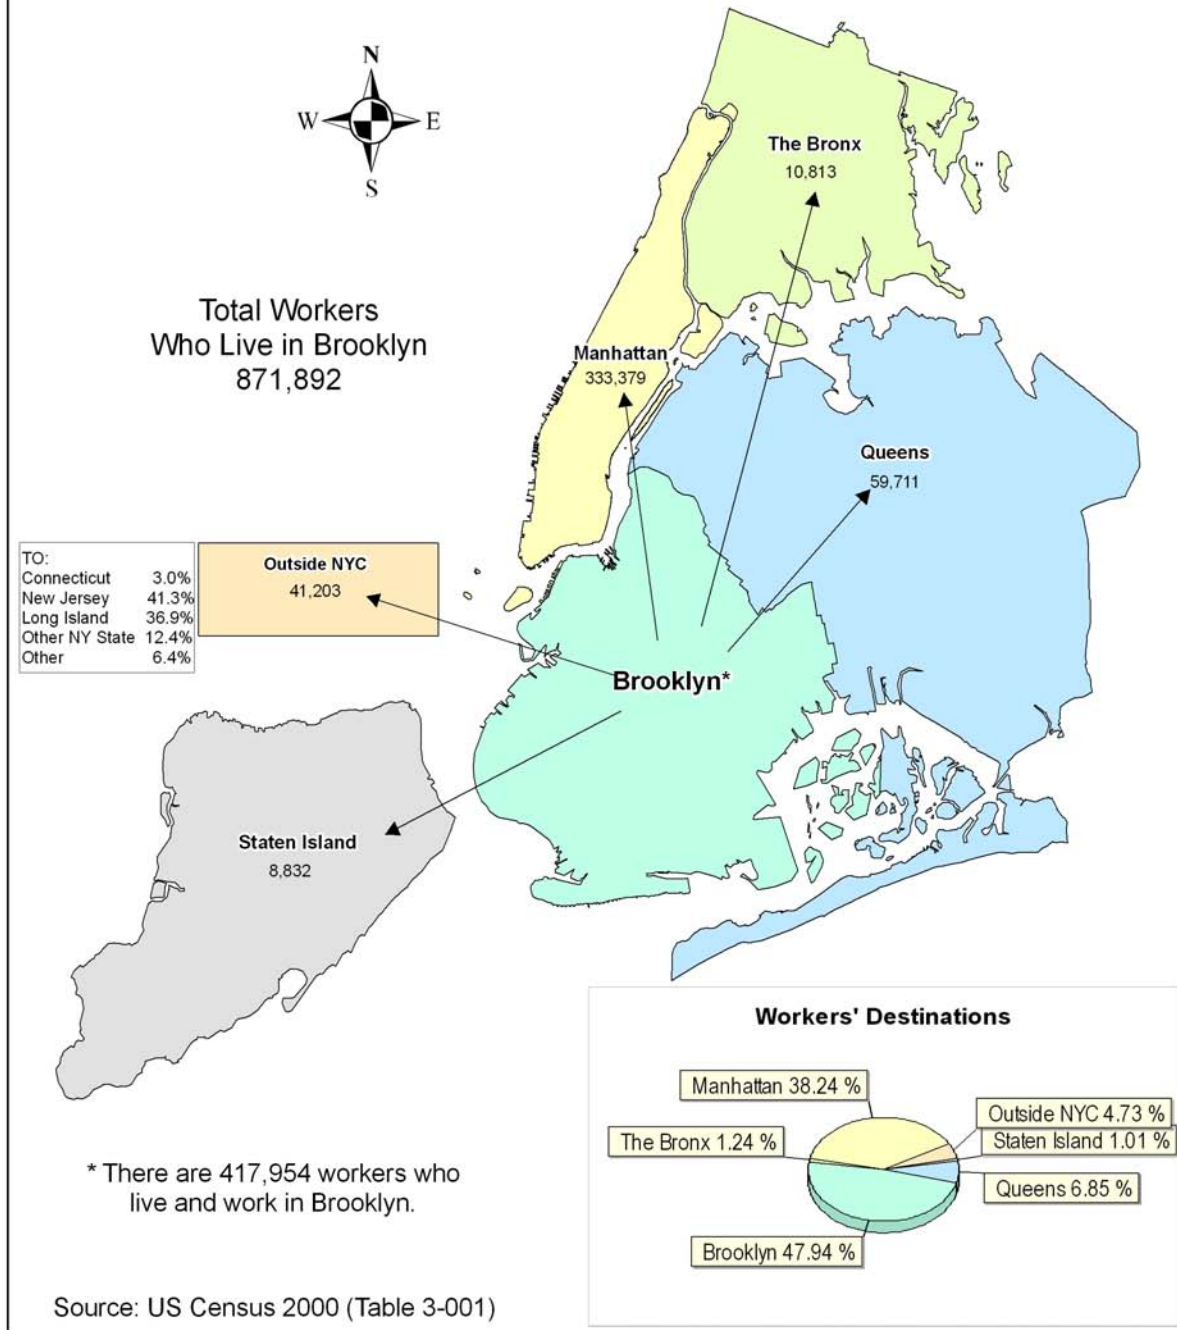 N
W E
S
The Bronx
10,813
Total Workers
Who Live in Brooklyn
871,892
Manhattan
333,379
Queens
59,711
TO:
Connecticut 3.0%
New Jersey 41.3%
Long Island 36.9%
Other NY State 12.4%
Other 6.4%
Outside NYC
41,203
Brooklyn*
Staten Island
8,832
Workers' Destinations
Manhattan 38.24 %
Outside NYC 4.73 %
The Bronx 1.24 %
Staten Island 1.01 %
Queens 6.85 %
Brooklyn 47.94 %
* There are 417,954 workers who
live and work in Brooklyn.
Source: US Census 2000 (Table 3-001)